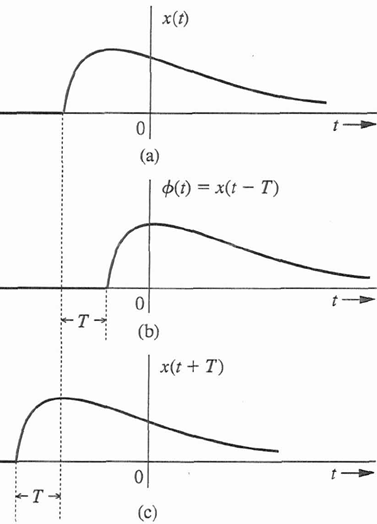 x(t)
0
t
(a)
ϕ(t) = x(t − T)
0
t
T
(b)
x(t + T)
0
t
T
(c)